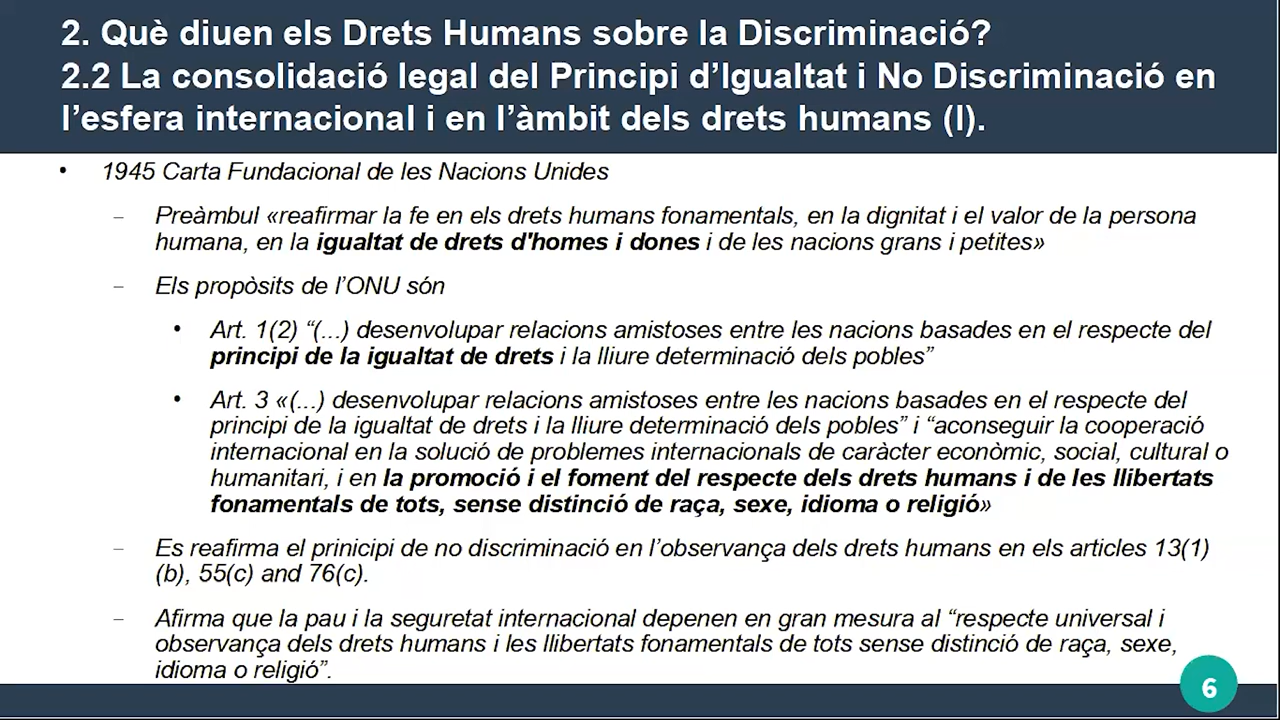 2. Què diuen els Drets Humans sobre la Discriminació?
2.2 La consolidació legal del Principi d’Igualtat i No Discriminació en
l’esfera internacional i en l’àmbit dels drets humans (I).
• 1945 Carta Fundacional de les Nacions Unides
– Preàmbul «reafirmar la fe en els drets humans fonamentals, en la dignitat i el valor de la persona
humana, en la igualtat de drets d'homes i dones i de les nacions grans i petites»
– Els propòsits de l’ONU són
• Art. 1(2) “(...) desenvolupar relacions amistoses entre les nacions basades en el respecte del
principi de la igualtat de drets i la lliure determinació dels pobles”
• Art. 3 «(...) desenvolupar relacions amistoses entre les nacions basades en el respecte del
principi de la igualtat de drets i la lliure determinació dels pobles” i “aconseguir la cooperació
internacional en la solució de problemes internacionals de caràcter econòmic, social, cultural o
humanitari, i en la promoció i el foment del respecte dels drets humans i de les llibertats
fonamentals de tots, sense distinció de raça, sexe, idioma o religió»
– Es reafirma el prinicipi de no discriminació en l’observança dels drets humans en els articles 13(1)
(b), 55(c) and 76(c).
– Afirma que la pau i la seguretat internacional depenen en gran mesura al “respecte universal i
observança dels drets humans i les llibertats fonamentals de tots sense distinció de raça, sexe,
idioma o religió”.
6